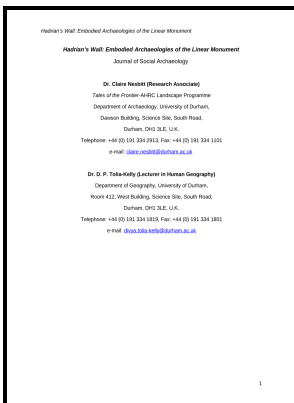 Hadrian's Wall: Embodied Archaeologies of the Linear Monument
Hadrian's Wall: Embodied Archaeologies of the Linear Monument
Journal of Social Archaeology
Dr. Claire Nesbitt (Research Associate)
Tales of the Frontier-AHRC Landscape Programme
Department of Archaeology, University of Durham,
Dawson Building, Science Site, South Road,
Durham, DH1 3LE, U.K.
Telephone: +44 (0) 191 334 2913, Fax: +44 (0) 191 334 1101
e-mail: claire.nesbitt@durham.ac.uk
Dr. D. P. Tolia-Kelly (Lecturer in Human Geography)
Department of Geography, University of Durham,
Room 412, West Building, Science Site, South Road,
Durham, DH1 3LE, U.K.
Telephone: +44 (0) 191 334 1819, Fax: +44 (0) 191 334 1801
e-mail: divya.tolia-kelly@durham.ac.uk
1